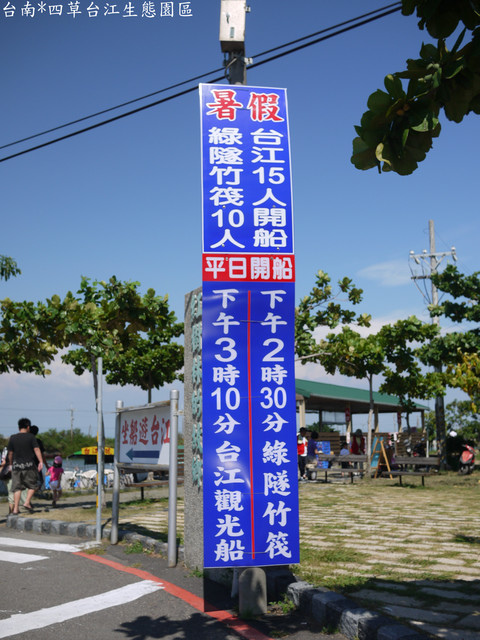 台南*四草台江生態園區
暑假
台江15人開船
綠隧竹筏10人
平日開船
下午2時30分綠隧竹筏
下午3時10分台江觀光船
坐遊台江